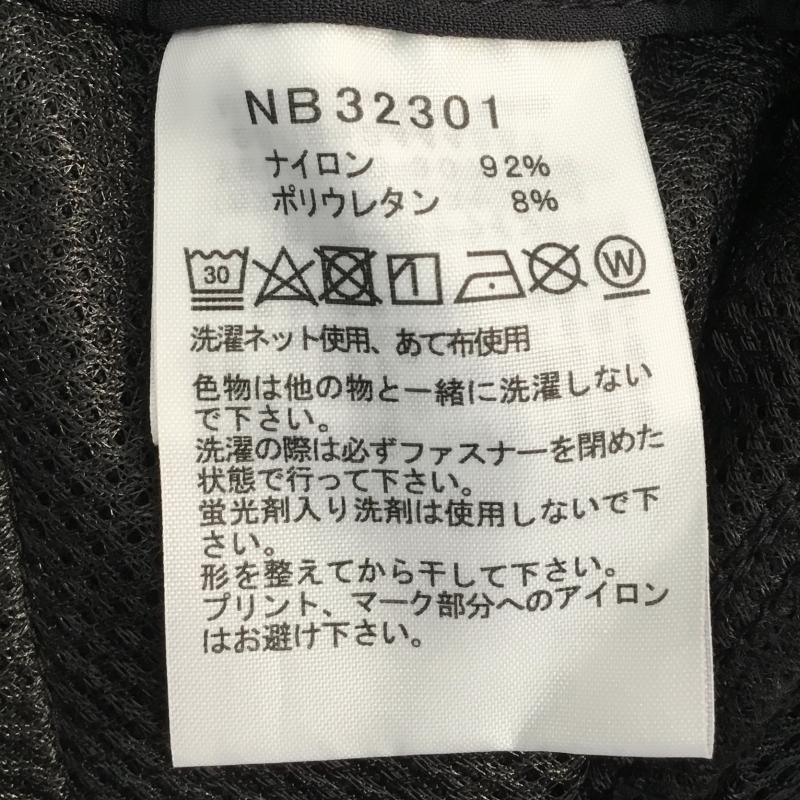 NB32301
ナイロン 92%
ポリウレタン 8%
30 W
洗濯ネット使用、あて布使用
色物は他の物と一緒に洗濯しない
で下さい。
洗濯の際は必ずファスナーを閉めた
状態で行って下さい。
蛍光剤入り洗剤は使用しないで下
さい。
形を整えてから干して下さい。
プリント、マーク部分へのアイロン
はお避け下さい。